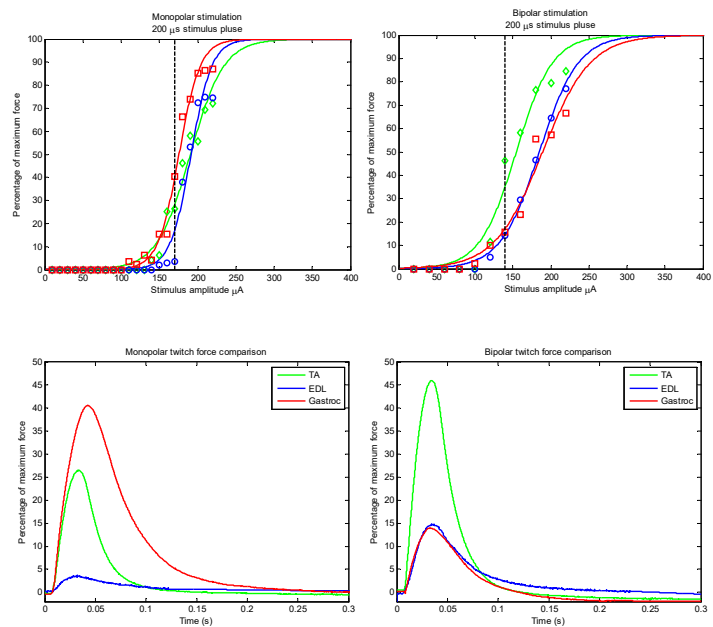 Monopolar stimulation
200 μs stimulus pluse
100
90
80
70
60
50
40
30
20
10
0
Percentage of maximum force
0 50 100 150 200 250 300 350 400
Stimulus amplitude μA
Bipolar stimulation
200 μs stimulus pluse
100
90
80
70
60
50
40
30
20
10
0
Percentage of maximum force
0 50 100 150 200 250 300 350 400
Stimulus amplitude μA
Monopolar twitch force comparison
50
45
40
35
30
25
20
15
10
5
0
Percentage of maximum force
TA
EDL
Gastroc
0 0.05 0.1 0.15 0.2 0.25 0.3
Time (s)
Bipolar twitch force comparison
50
45
40
35
30
25
20
15
10
5
0
Percentage of maximum force
TA
EDL
Gastroc
0 0.05 0.1 0.15 0.2 0.25 0.3
Time (s)